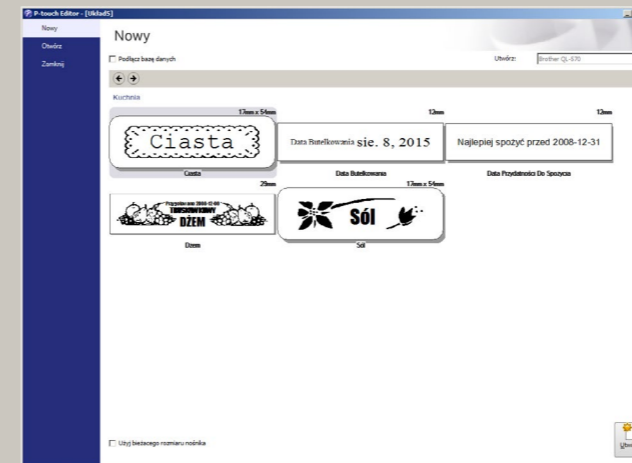 P-touch Editor - [Układ5]
Nowy
Otwórz
Zamknij
Nowy
Podłącz bazę danych
Utwórz:
Brother QL-570
Kuchnia
17mm x 54mm
12mm
12mm
Ciasta
Data Butelkowania sie. 8, 2015
Najlepiej spożyć przed 2008-12-31
Ciasta
Data Butelkowania
Data Przydatności Do Spożycia
29mm
17mm x 54mm
TRUSKAWKOWY
DŻEM
Sól
Dżem
Sól
Użyj bieżącego rozmiaru nośnika